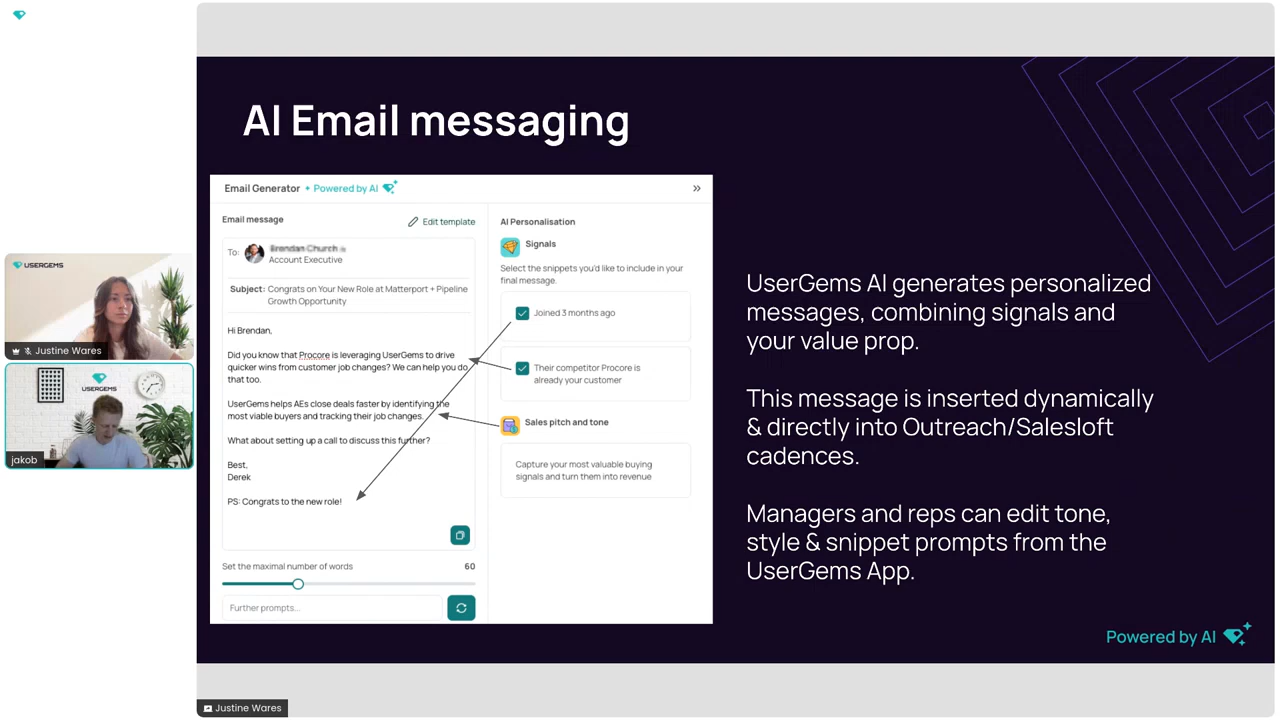 AI Email messaging
Email Generator + Powered by AI
Email message
Edit template
To:
Brendan Church
Account Executive
Subject: Congrats on Your New Role at Matterport + Pipeline
Growth Opportunity
Hi Brendan,
Did you know that Procore is leveraging UserGems to drive
quicker wins from customer job changes? We can help you do
that too.
UserGems helps AEs close deals faster by identifying the
most viable buyers and tracking their job changes.
What about setting up a call to discuss this further?
Best,
Derek
PS: Congrats to the new role!
Set the maximal number of words
60
Further prompts...
AI Personalisation
Signals
Select the snippets you'd like to include in your
final message.
Joined 3 months ago
Their competitor Procore is
already your customer
Sales pitch and tone
Capture your most valuable buying
signals and turn them into revenue
UserGems AI generates personalized
messages, combining signals and
your value prop.
This message is inserted dynamically
& directly into Outreach/Salesloft
cadences.
Managers and reps can edit tone,
style & snippet prompts from the
UserGems App.
Powered by AI
USERGEMS
Justine Wares
USERGEMS
jakob
Justine Wares